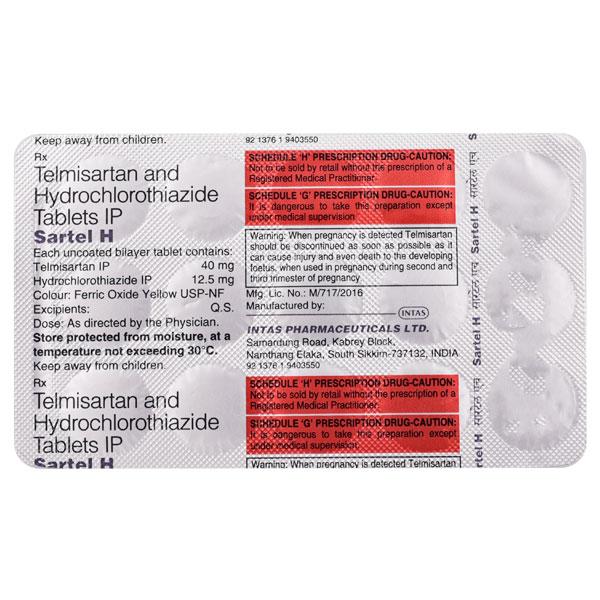 Keep away from children.
92 1376 1 9403550
Rx
Telmisartan and
Hydrochlorothiazide
Tablets IP
Sartel H
Each uncoated bilayer tablet contains:
Telmisartan IP 40 mg
Hydrochlorothiazide IP 12.5 mg
Colour: Ferric Oxide Yellow USP-NF
Excipients: Q.S.
Dose: As directed by the Physician.
Store protected from moisture, at a
temperature not exceeding 30°C.
Keep away from children.
SCHEDULE 'H' PRESCRIPTION DRUG-CAUTION:
Not to be sold by retail without the prescription of a
Registered Medical Practitioner.
SCHEDULE 'G' PRESCRIPTION DRUG-CAUTION:
It is dangerous to take this preparation except
under medical supervision
Warning: When pregnancy is detected Telmisartan
should be discontinued as soon as possible as it
can cause injury and even death to the developing
foetus, when used in pregnancy during second and
third trimester of pregnancy.
Mfg. Lic. No.: M/717/2016
Manufactured by:
INTAS
INTAS PHARMACEUTICALS LTD.
Samardung Road, Kabrey Block,
Namthang Elaka, South Sikkim-737132, INDIA
92 1376 1 9403550
Rx
Telmisartan and
Hydrochlorothiazide
Tablets IP
Sartel H
SCHEDULE 'H' PRESCRIPTION DRUG-CAUTION:
Not to be sold by retail without the prescription of a
Registered Medical Practitioner.
SCHEDULE 'G' PRESCRIPTION DRUG-CAUTION:
It is dangerous to take this preparation except
under medical supervision.
Warning: When pregnancy is detected Telmisartan
Sartel H सारटेल एच Sartel H सारटेल एच Sartel H सारटेल एच S